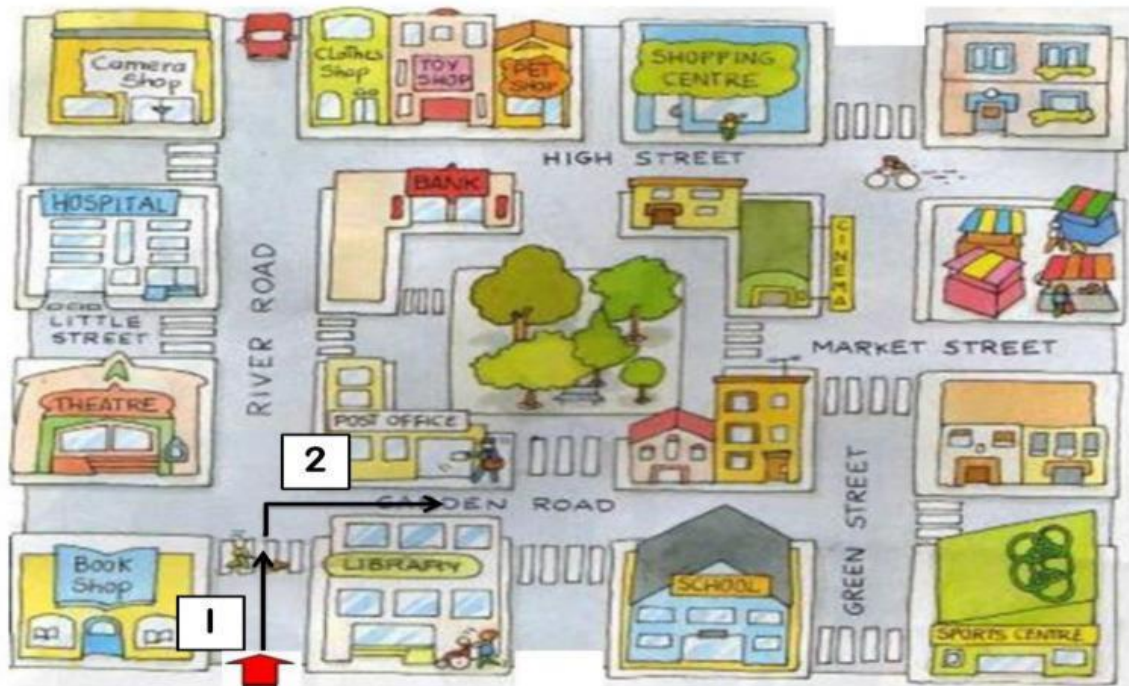 Camera
Shop
Clothes
Shop
TOY
SHOP
PET
SHOP
SHOPPING
CENTRE
HIGH STREET
HOSPITAL
BANK
CINEMA
LITTLE
STREET
RIVER ROAD
MARKET STREET
THEATRE
POST OFFICE
2
GARDEN ROAD
GREEN STREET
BOOK
SHOP
LIBRARY
SCHOOL
1
SPORTS CENTRE